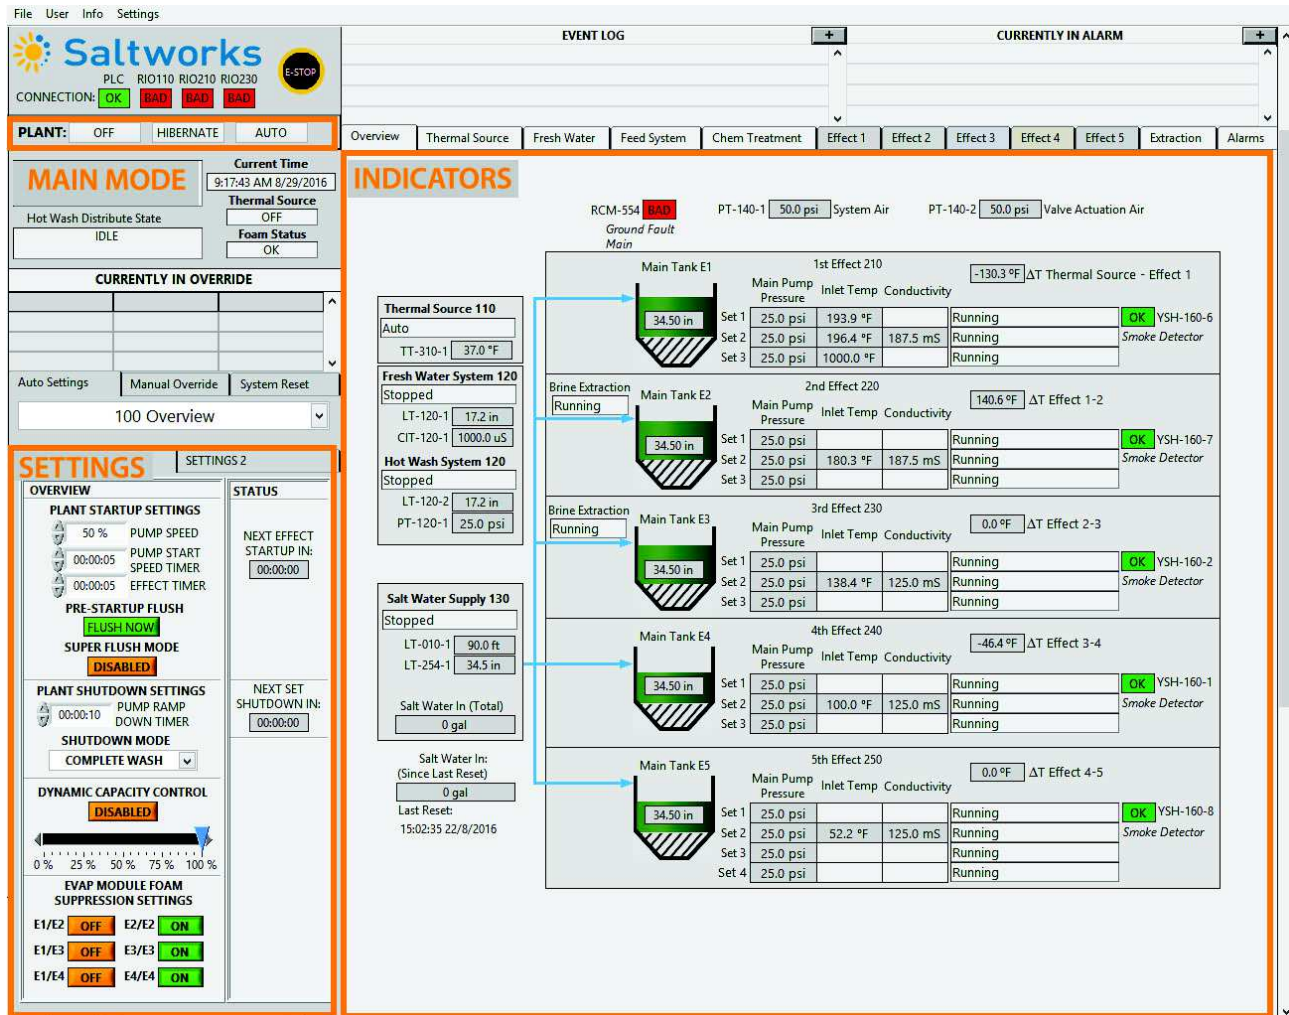 File User Info Settings
Saltworks
PLC RIO110 RIO210 RIO230
CONNECTION: OK BAD BAD BAD
E-STOP
PLANT: OFF HIBERNATE AUTO
MAIN MODE
Current Time
9:17:43 AM 8/29/2016
Thermal Source
OFF
Foam Status
OK
Hot Wash Distribute State
IDLE
CURRENTLY IN OVERRIDE
Auto Settings Manual Override System Reset
100 Overview
SETTINGS
SETTINGS 2
OVERVIEW
PLANT STARTUP SETTINGS
50 % PUMP SPEED
00:00:05 PUMP START
SPEED TIMER
00:00:05 EFFECT TIMER
PRE-STARTUP FLUSH
FLUSH NOW
SUPER FLUSH MODE
DISABLED
PLANT SHUTDOWN SETTINGS
00:00:10 PUMP RAMP
DOWN TIMER
SHUTDOWN MODE
COMPLETE WASH
DYNAMIC CAPACITY CONTROL
DISABLED
0 % 25 % 50 % 75 % 100 %
EVAP MODULE FOAM
SUPPRESSION SETTINGS
E1/E2 OFF E2/E2 ON
E1/E3 OFF E3/E3 ON
E1/E4 OFF E4/E4 ON
STATUS
NEXT EFFECT
STARTUP IN:
00:00:00
NEXT SET
SHUTDOWN IN:
00:00:00
EVENT LOG +
CURRENTLY IN ALARM +
Overview Thermal Source Fresh Water Feed System Chem Treatment Effect 1 Effect 2 Effect 3 Effect 4 Effect 5 Extraction Alarms
INDICATORS
RCM-554 BAD
Ground Fault
Main
PT-140-1 50.0 psi System Air
PT-140-2 50.0 psi Valve Actuation Air
Thermal Source 110
Auto
TT-310-1 37.0 °F
Fresh Water System 120
Stopped
LT-120-1 17.2 in
CIT-120-1 1000.0 uS
Hot Wash System 120
Stopped
LT-120-2 17.2 in
PT-120-1 25.0 psi
Salt Water Supply 130
Stopped
LT-010-1 90.0 ft
LT-254-1 34.5 in
Salt Water In (Total)
0 gal
Salt Water In:
(Since Last Reset)
0 gal
Last Reset:
15:02:35 22/8/2016
Main Tank E1
34.50 in
1st Effect 210
-130.3 °F ΔT Thermal Source - Effect 1
Main Pump
Pressure Inlet Temp Conductivity
Set 1 25.0 psi 193.9 °F Running
Set 2 25.0 psi 196.4 °F 187.5 mS Running
Set 3 25.0 psi 1000.0 °F Running
OK YSH-160-6
Smoke Detector
Brine Extraction
Running
Main Tank E2
34.50 in
2nd Effect 220
140.6 °F ΔT Effect 1-2
Main Pump
Pressure Inlet Temp Conductivity
Set 1 25.0 psi Running
Set 2 25.0 psi 180.3 °F 187.5 mS Running
Set 3 25.0 psi Running
OK YSH-160-7
Smoke Detector
Brine Extraction
Running
Main Tank E3
34.50 in
3rd Effect 230
0.0 °F ΔT Effect 2-3
Main Pump
Pressure Inlet Temp Conductivity
Set 1 25.0 psi Running
Set 2 25.0 psi 138.4 °F 125.0 mS Running
Set 3 25.0 psi Running
OK YSH-160-2
Smoke Detector
Main Tank E4
34.50 in
4th Effect 240
-46.4 °F ΔT Effect 3-4
Main Pump
Pressure Inlet Temp Conductivity
Set 1 25.0 psi Running
Set 2 25.0 psi 100.0 °F 125.0 mS Running
Set 3 25.0 psi Running
OK YSH-160-1
Smoke Detector
Main Tank E5
34.50 in
5th Effect 250
0.0 °F ΔT Effect 4-5
Main Pump
Pressure Inlet Temp Conductivity
Set 1 25.0 psi Running
Set 2 25.0 psi 52.2 °F 125.0 mS Running
Set 3 25.0 psi Running
Set 4 25.0 psi Running
OK YSH-160-8
Smoke Detector